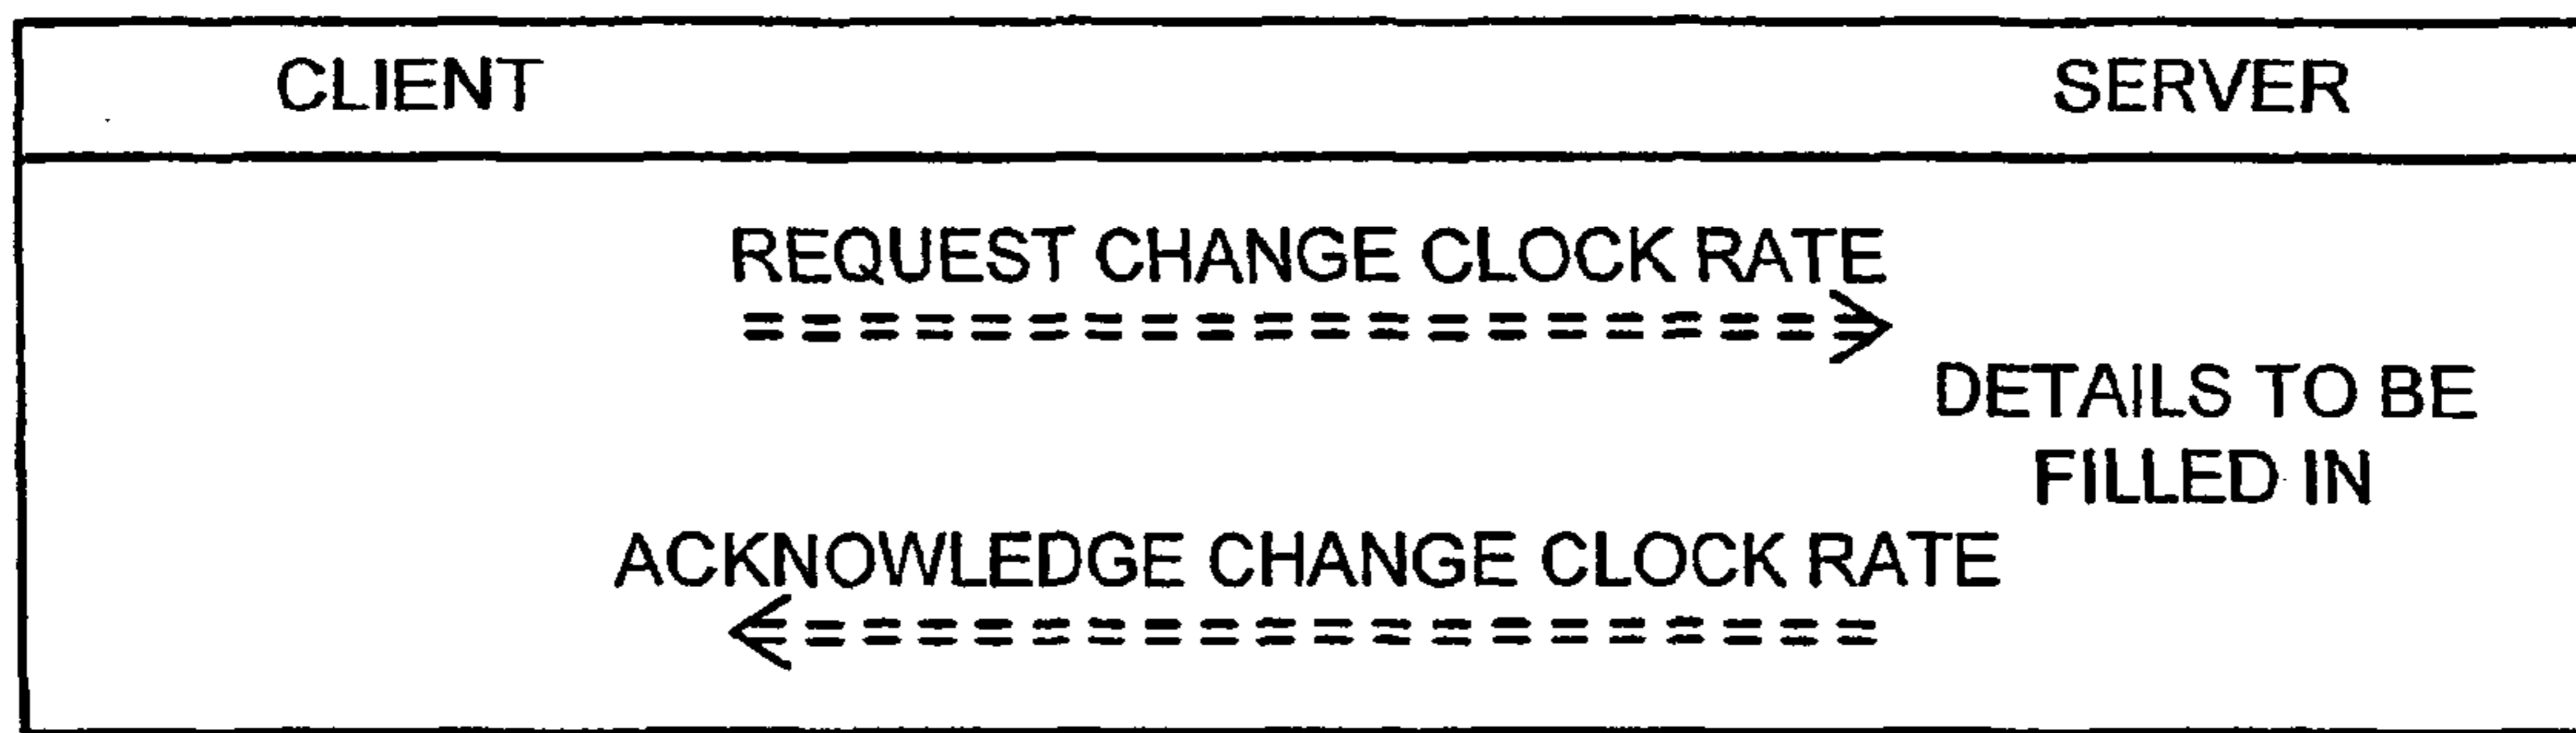 CLIENT SERVER
REQUEST CHANGE CLOCK RATE
DETAILS TO BE
FILLED IN
ACKNOWLEDGE CHANGE CLOCK RATE